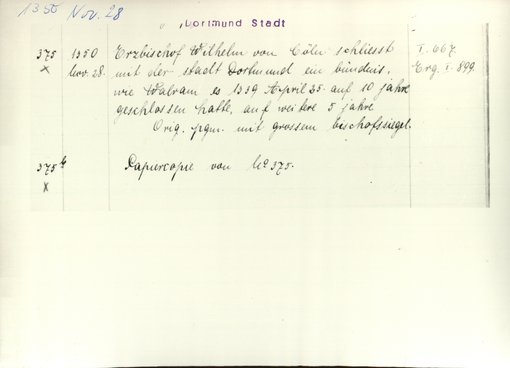 1350 Nov. 28
Dortmund Stadt
375 1350 Erzbischof Wilhelm von Cöln schliesst I. 667.
x Nov. 28. mit der stadt Dortmund ein bündnis, Erg. I. 899.
wie Walram es 1339 April 25 auf 10 jahre
geschlossen hatte, auf weitere 5 jahre
Orig. pgm. mit grossem bischofssiegel.
375b Papiercopie von No 375.
x